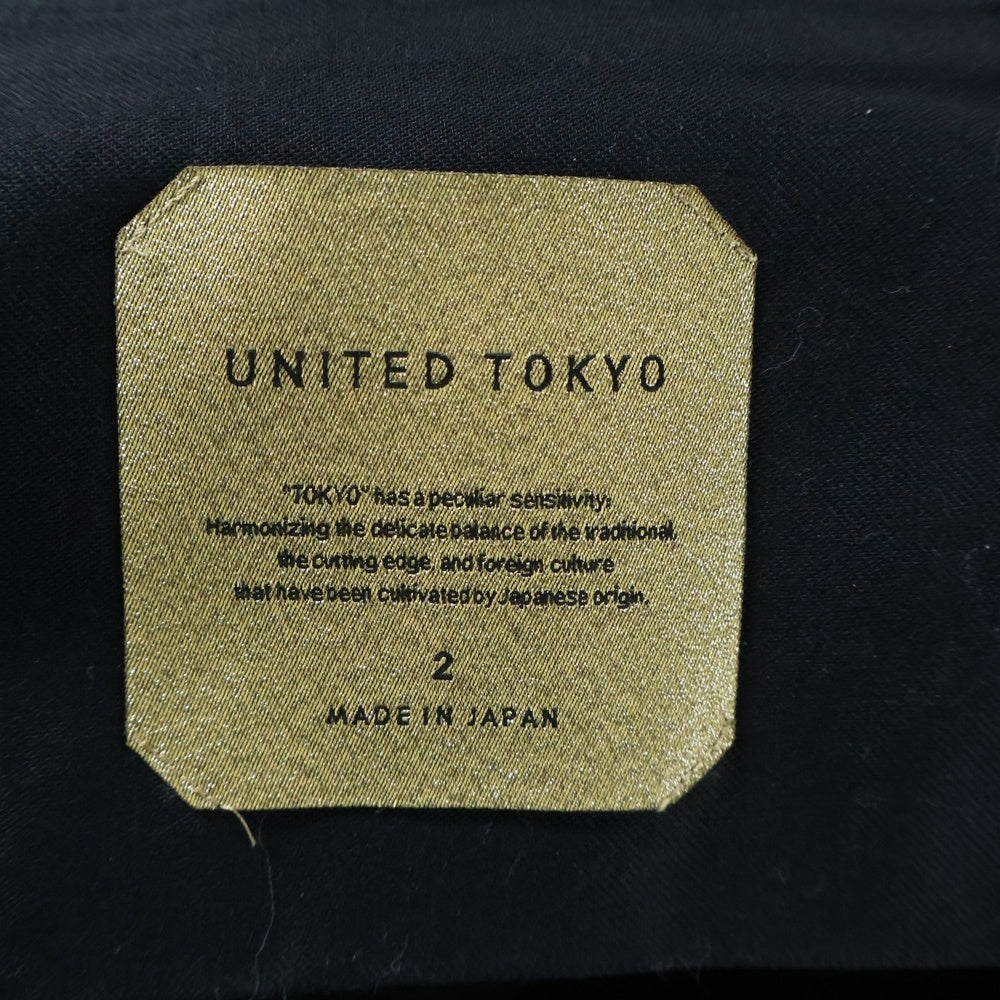 UNITED TOKYO
"TOKYO" has a peculiar sensitivity;
Harmonizing the delicate balance of the traditional,
the cutting edge, and foreign culture
that have been cultivated by Japanese origin.
2
MADE IN JAPAN